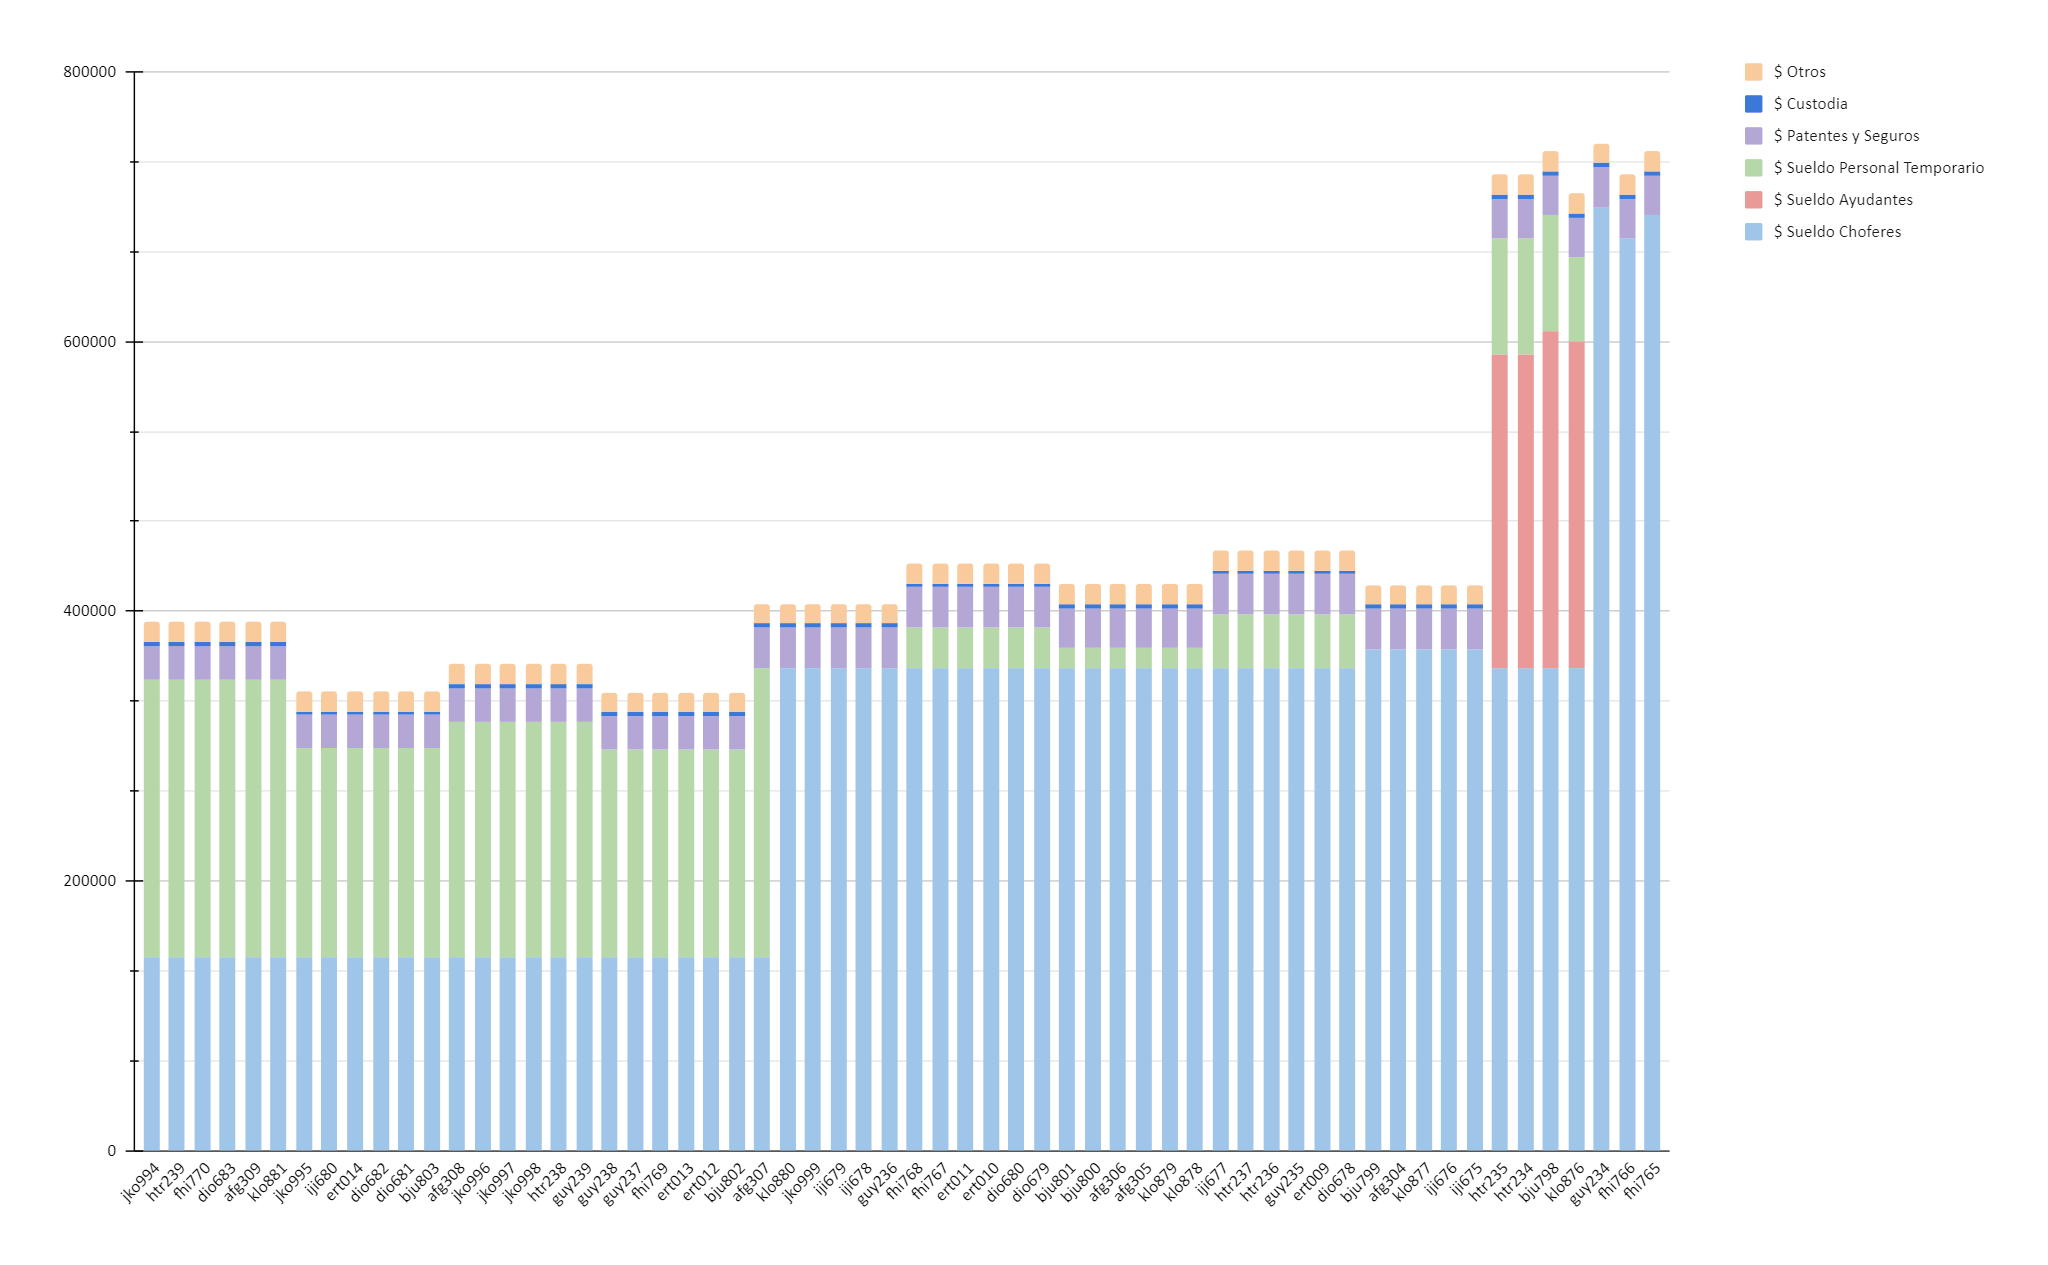 800000
600000
400000
200000
0
$ Otros
$ Custodia
$ Patentes y Seguros
$ Sueldo Personal Temporario
$ Sueldo Ayudantes
$ Sueldo Choferes
jko994
htr239
fhi770
dio683
afg309
klo881
jko995
iji680
ert014
dio682
dio681
bju803
afg308
jko996
jko997
jko998
htr238
guy239
guy238
guy237
fhi769
ert013
ert012
bju802
afg307
klo880
jko999
iji679
iji678
guy236
fhi768
fhi767
ert011
ert010
dio680
dio679
bju801
bju800
afg306
afg305
klo879
klo878
iji677
htr237
htr236
guy235
ert009
dio678
bju799
afg304
klo877
iji676
iji675
htr235
htr234
bju798
klo876
guy234
fhi766
fhi765